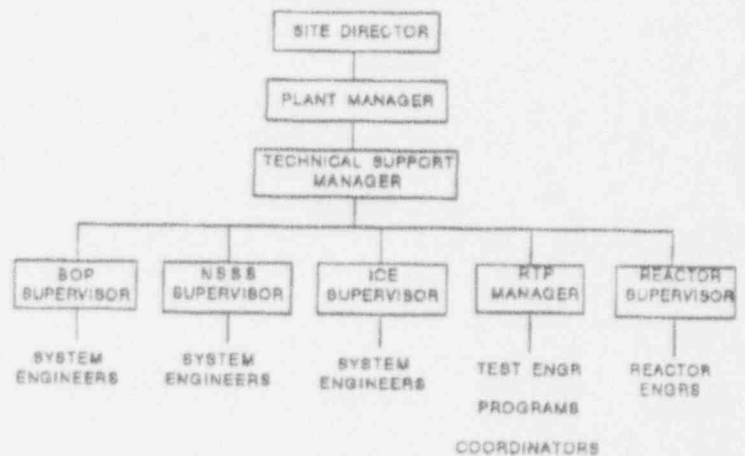 SITE DIRECTOR
PLANT MANAGER
TECHNICAL SUPPORT
MANAGER
BOP
SUPERVISOR
NSSS
SUPERVISOR
ICE
SUPERVISOR
RTP
MANAGER
REACTOR
SUPERVISOR
SYSTEM
ENGINEERS
SYSTEM
ENGINEERS
SYSTEM
ENGINEERS
TEST ENGR
PROGRAMS
COORDINATORS
REACTOR
ENGRS